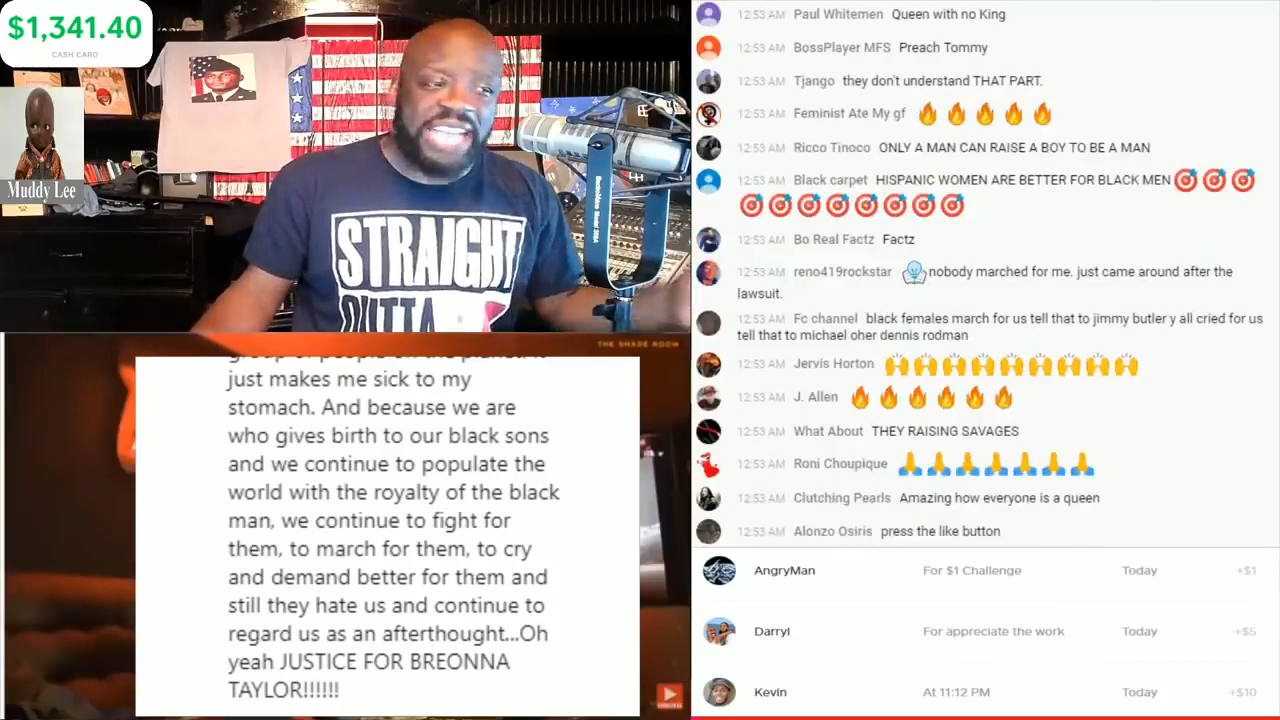 $1,341.40
CASH CARD
Muddy Lee
STRAIGHT
OUTTA
THE SHADE ROOM
just makes me sick to my
stomach. And because we are
who gives birth to our black sons
and we continue to populate the
world with the royalty of the black
man, we continue to fight for
them, to march for them, to cry
and demand better for them and
still they hate us and continue to
regard us as an afterthought...Oh
yeah JUSTICE FOR BREONNA
TAYLOR!!!!!!
12:53 AM Paul Whitemen Queen with no King
12:53 AM BossPlayer MFS Preach Tommy
12:53 AM Tjango they don't understand THAT PART.
12:53 AM Feminist Ate My gf 🔥🔥🔥🔥🔥
12:53 AM Ricco Tinoco ONLY A MAN CAN RAISE A BOY TO BE A MAN
12:53 AM Black carpet HISPANIC WOMEN ARE BETTER FOR BLACK MEN 🎯🎯🎯
🎯🎯🎯🎯🎯🎯🎯🎯
12:53 AM Bo Real Factz Factz
12:53 AM reno419rockstar nobody marched for me. just came around after the
lawsuit.
12:53 AM Fc channel black females march for us tell that to jimmy butler y all cried for us
tell that to michael oher dennis rodman
12:53 AM Jervis Horton 🙌🙌🙌🙌🙌🙌🙌🙌🙌
12:53 AM J. Allen 🔥🔥🔥🔥🔥🔥
12:53 AM What About THEY RAISING SAVAGES
12:53 AM Roni Choupique 🙏🙏🙏🙏🙏🙏🙏
12:53 AM Clutching Pearls Amazing how everyone is a queen
12:53 AM Alonzo Osiris press the like button
AngryMan For $1 Challenge Today +$1
Darryl For appreciate the work Today +$5
Kevin At 11:12 PM Today +$10